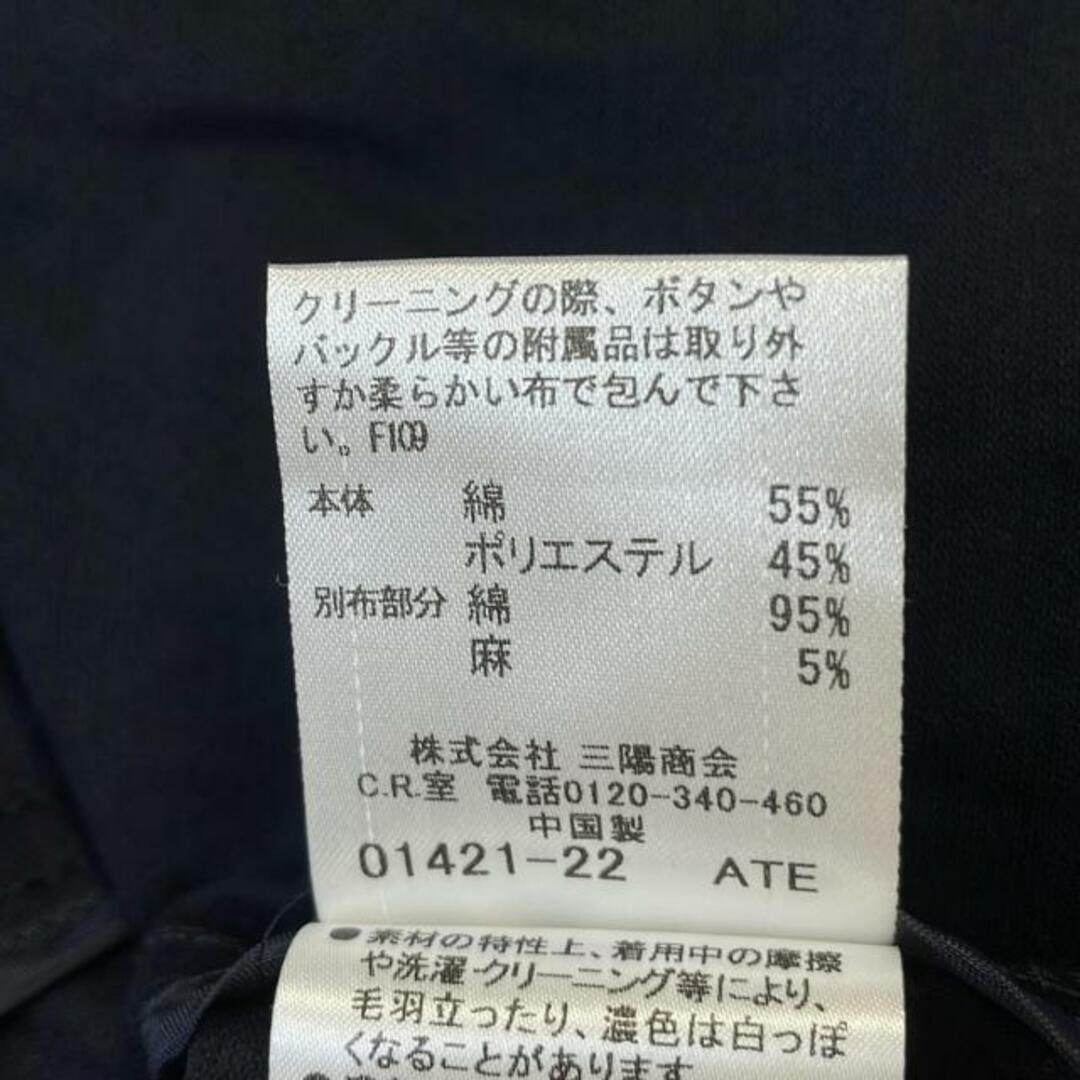 クリーニングの際、ボタンや
バックル等の附属品は取り外
すか柔らかい布で包んで下さ
い。F109
本体 綿 55%
ポリエステル 45%
別布部分 綿 95%
麻 5%
株式会社 三陽商会
C.R.室 電話0120-340-460
中国製
01421-22 ATE
●素材の特性上、着用中の摩擦
や洗濯・クリーニング等により、
毛羽立ったり、濃色は白っぽ
くなることがあります